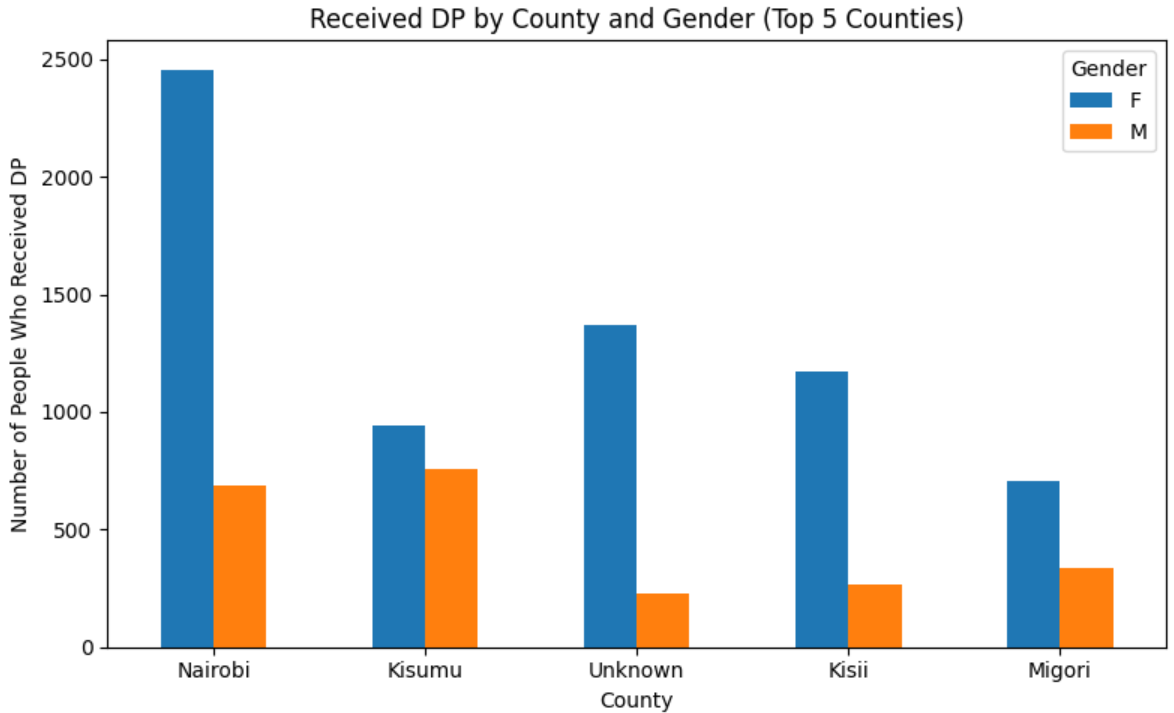 Received DP by County and Gender (Top 5 Counties)
Gender
F
M
Number of People Who Received DP
2500
2000
1500
1000
500
0
Nairobi Kisumu Unknown Kisii Migori
County